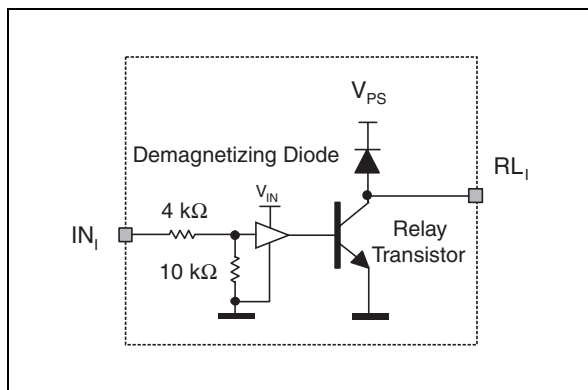 V_PS
Demagnetizing Diode
RL_I
V_IN
4 kΩ
IN_I
Relay
Transistor
10 kΩ